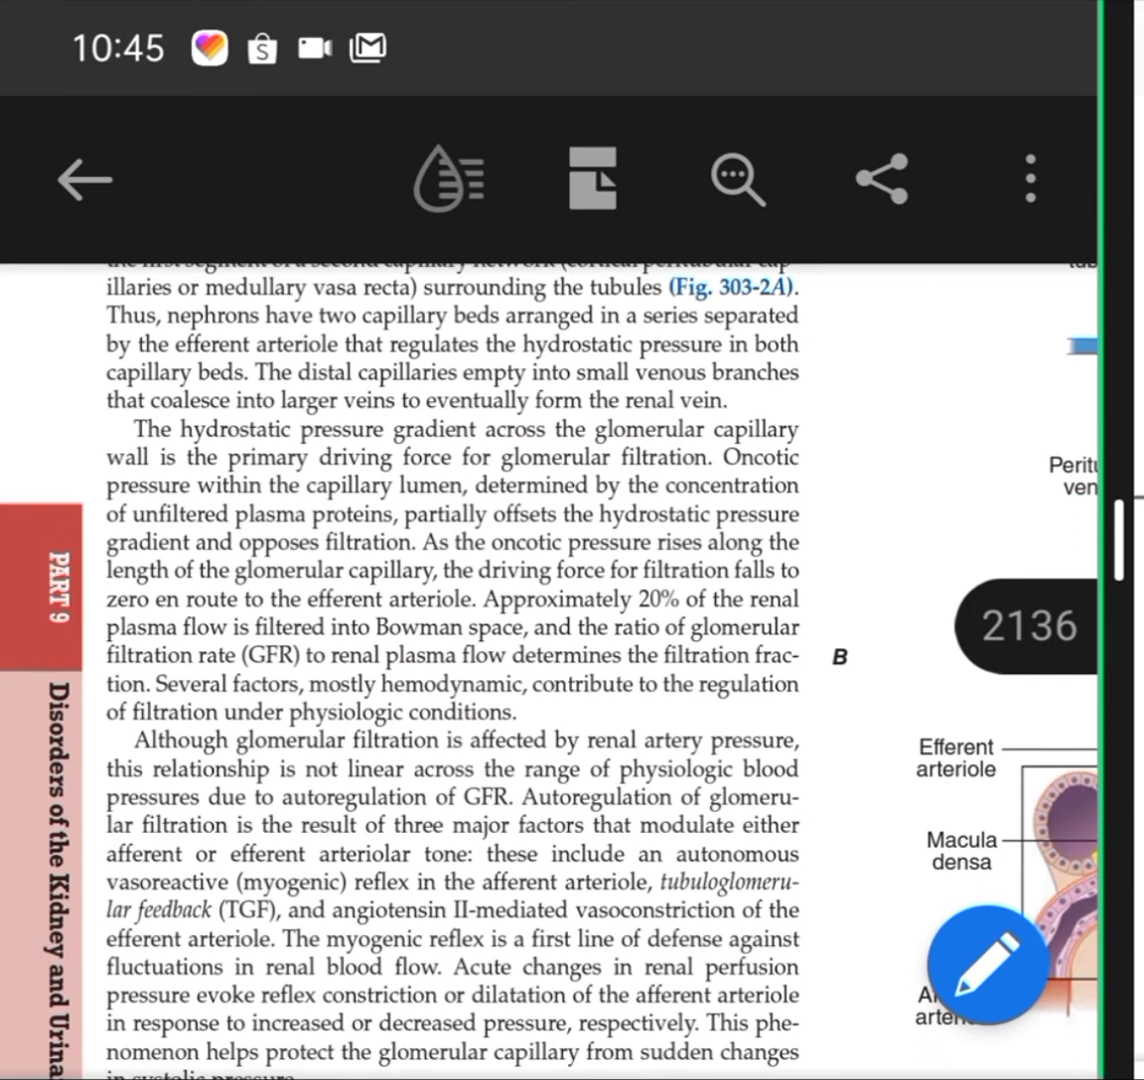 10:45
illaries or medullary vasa recta) surrounding the tubules (Fig. 303-2A).
Thus, nephrons have two capillary beds arranged in a series separated
by the efferent arteriole that regulates the hydrostatic pressure in both
capillary beds. The distal capillaries empty into small venous branches
that coalesce into larger veins to eventually form the renal vein.
The hydrostatic pressure gradient across the glomerular capillary
wall is the primary driving force for glomerular filtration. Oncotic
pressure within the capillary lumen, determined by the concentration
of unfiltered plasma proteins, partially offsets the hydrostatic pressure
gradient and opposes filtration. As the oncotic pressure rises along the
length of the glomerular capillary, the driving force for filtration falls to
zero en route to the efferent arteriole. Approximately 20% of the renal
plasma flow is filtered into Bowman space, and the ratio of glomerular
filtration rate (GFR) to renal plasma flow determines the filtration frac-
tion. Several factors, mostly hemodynamic, contribute to the regulation
of filtration under physiologic conditions.
Although glomerular filtration is affected by renal artery pressure,
this relationship is not linear across the range of physiologic blood
pressures due to autoregulation of GFR. Autoregulation of glomeru-
lar filtration is the result of three major factors that modulate either
afferent or efferent arteriolar tone: these include an autonomous
vasoreactive (myogenic) reflex in the afferent arteriole, tubuloglomeru-
lar feedback (TGF), and angiotensin II-mediated vasoconstriction of the
efferent arteriole. The myogenic reflex is a first line of defense against
fluctuations in renal blood flow. Acute changes in renal perfusion
pressure evoke reflex constriction or dilatation of the afferent arteriole
in response to increased or decreased pressure, respectively. This phe-
nomenon helps protect the glomerular capillary from sudden changes
in systolic pressure
PART 9
Disorders of the Kidney and Urina
Perit
ven
2136
B
Efferent
arteriole
Macula
densa